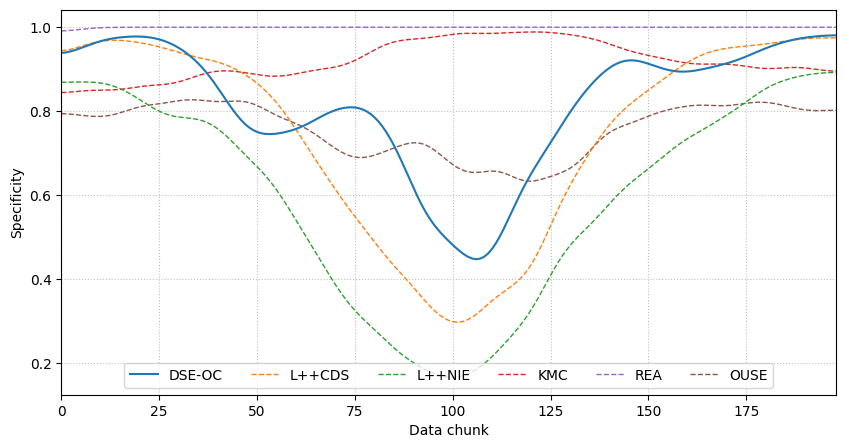 1.0
0.8
0.6
0.4
0.2
Specificity
DSE-OC L++CDS L++NIE KMC REA OUSE
0 25 50 75 100 125 150 175
Data chunk